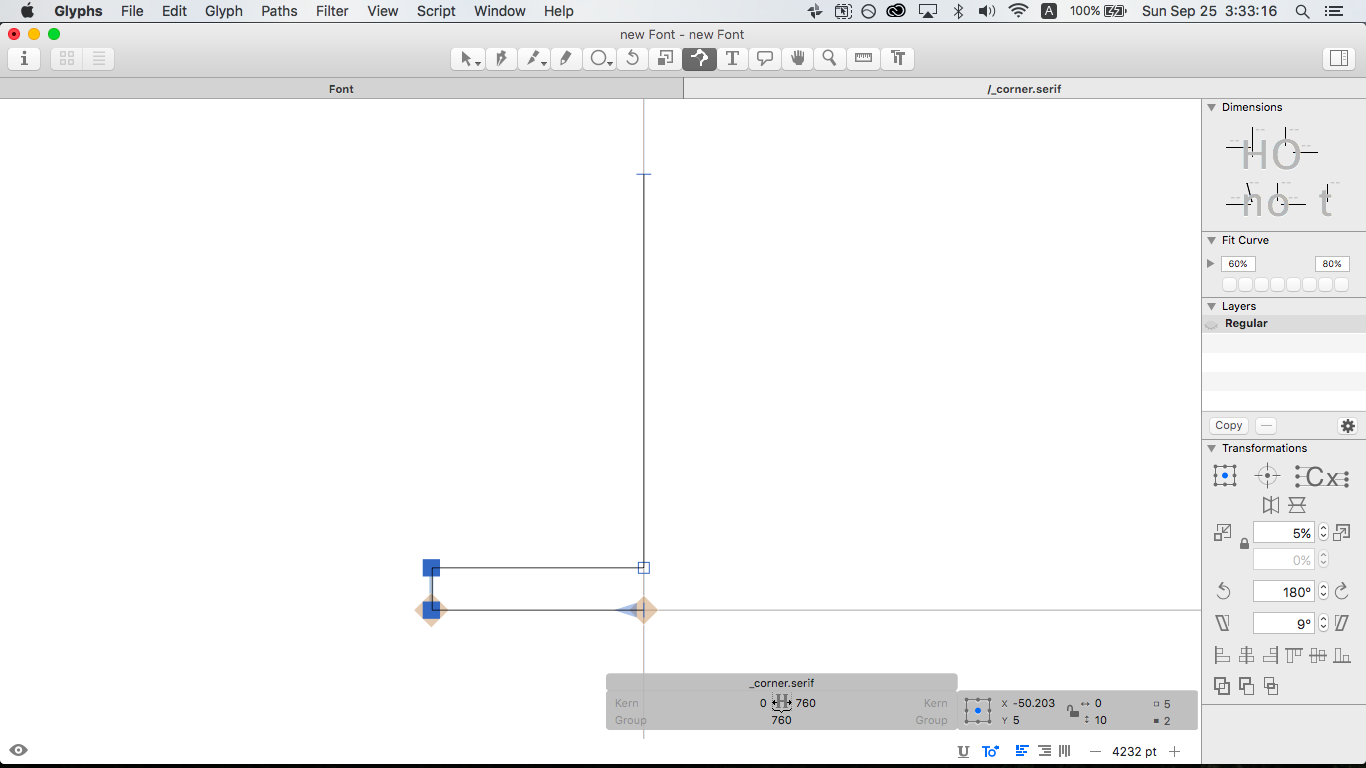 Glyphs File Edit Glyph Paths Filter View Script Window Help A 100% Sun Sep 25 3:33:16
new Font - new Font
Font /_corner.serif
Dimensions
HO
no t
Fit Curve
60% 80%
Layers
Regular
Copy
Transformations
Cx
5%
0%
180°
9°
_corner.serif
Kern 0 H 760 Kern
Group 760 Group
X -50.203 0 5
Y 5 10 2
4232 pt